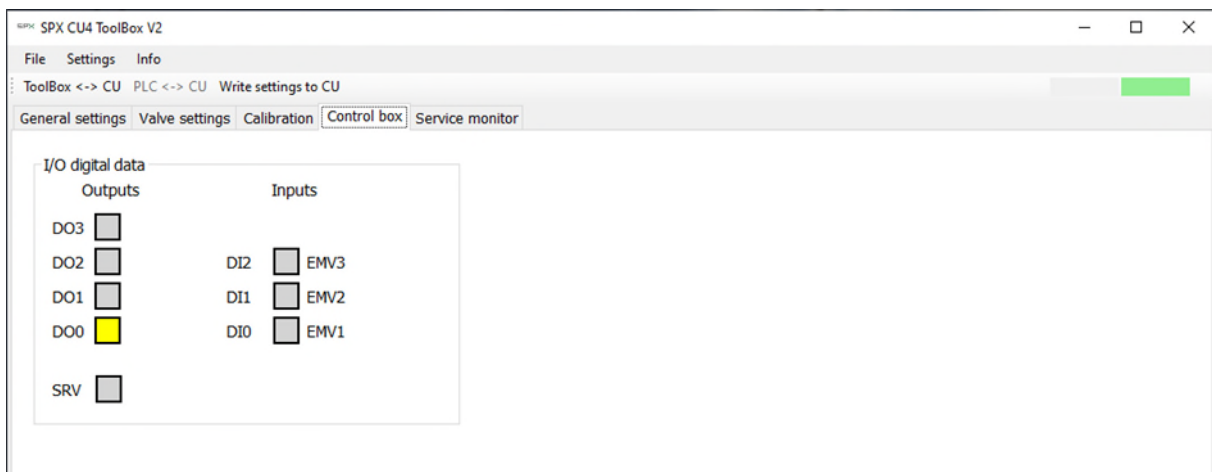 SPX SPX CU4 ToolBox V2
File Settings Info
ToolBox <-> CU PLC <-> CU Write settings to CU
General settings Valve settings Calibration Control box Service monitor
I/O digital data
Outputs Inputs
DO3
DO2 DI2 EMV3
DO1 DI1 EMV2
DO0 DI0 EMV1
SRV